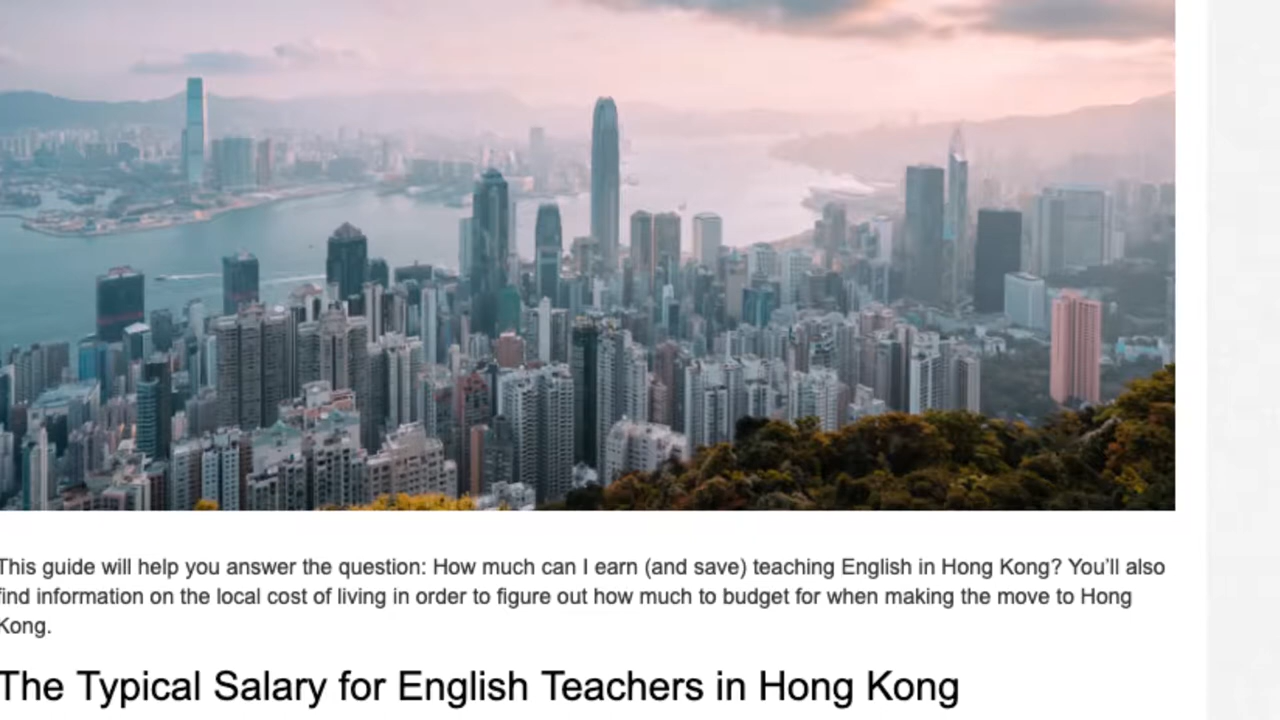 This guide will help you answer the question: How much can I earn (and save) teaching English in Hong Kong? You’ll also
find information on the local cost of living in order to figure out how much to budget for when making the move to Hong
Kong.
The Typical Salary for English Teachers in Hong Kong